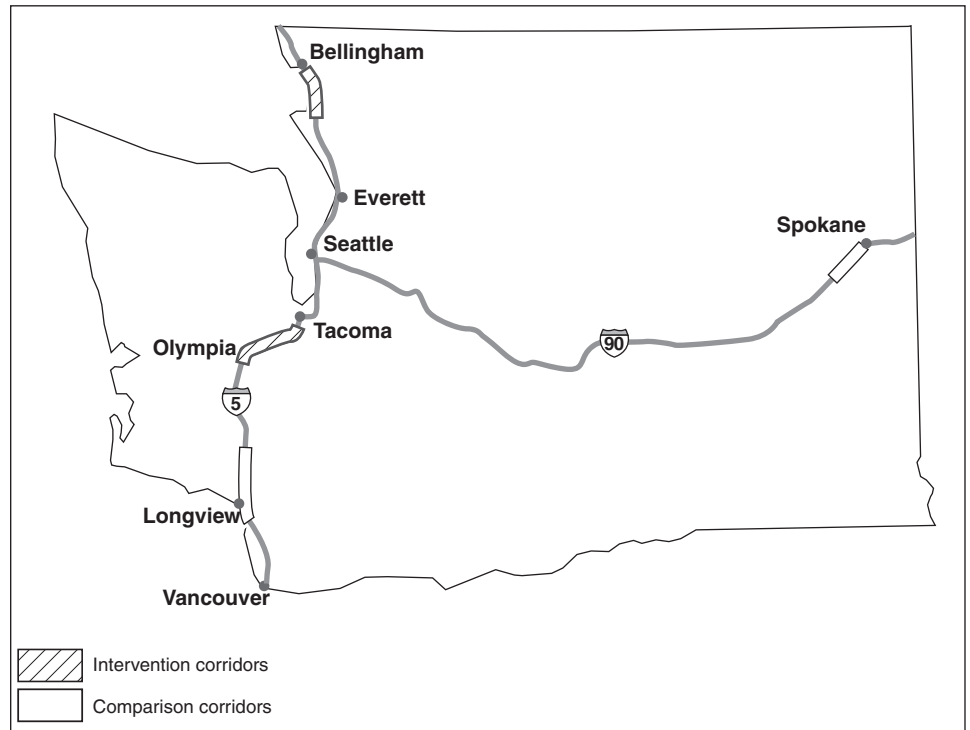 Bellingham
Everett
Seattle
Spokane
Tacoma
Olympia
90
5
Longview
Vancouver
Intervention corridors
Comparison corridors